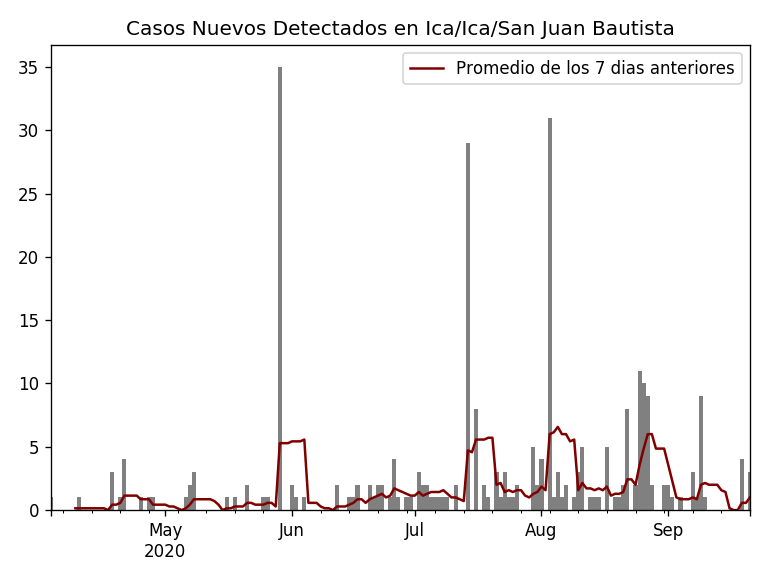 Casos Nuevos Detectados en Ica/Ica/San Juan Bautista
Promedio de los 7 dias anteriores
35
30
25
20
15
10
5
0
May
2020
Jun
Jul
Aug
Sep